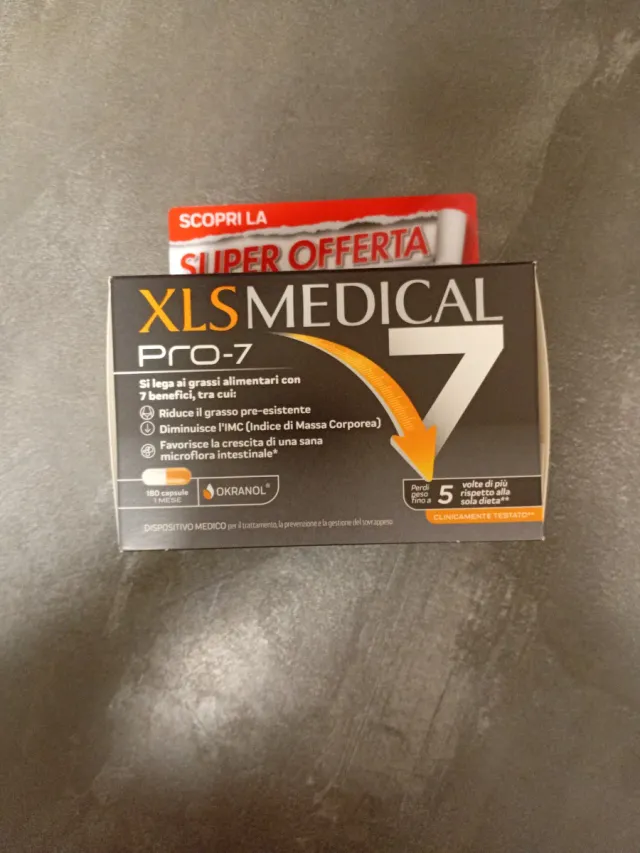 SCOPRI LA
SUPER OFFERTA
XLS MEDICAL
Pro-7
7
Si lega ai grassi alimentari con
7 benefici, tra cui:
Riduce il grasso pre-esistente
Diminuisce l'IMC (Indice di Massa Corporea)
Favorisce la crescita di una sana
microflora intestinale*
180 capsule
1 MESE
OKRANOL®
Perdi
peso
fino a
5
volte di più
rispetto alla
sola dieta**
CLINICAMENTE TESTATO**
DISPOSITIVO MEDICO per il trattamento, la prevenzione e la gestione del sovrappeso